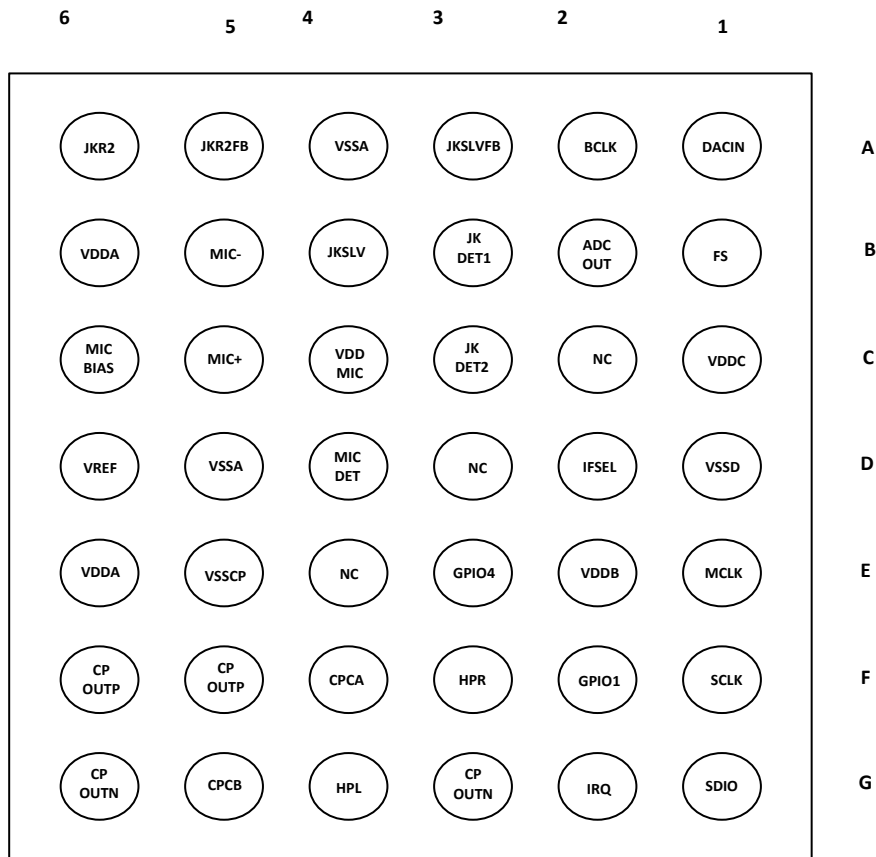 6 5 4 3 2 1
JKR2 JKR2FB VSSA JKSLVFB BCLK DACIN A
VDDA MIC- JKSLV JK DET1 ADC OUT FS B
MIC BIAS MIC+ VDD MIC JK DET2 NC VDDC C
VREF VSSA MIC DET NC IFSEL VSSD D
VDDA VSSCP NC GPIO4 VDDB MCLK E
CP OUTP CP OUTP CPCA HPR GPIO1 SCLK F
CP OUTN CPCB HPL CP OUTN IRQ SDIO G